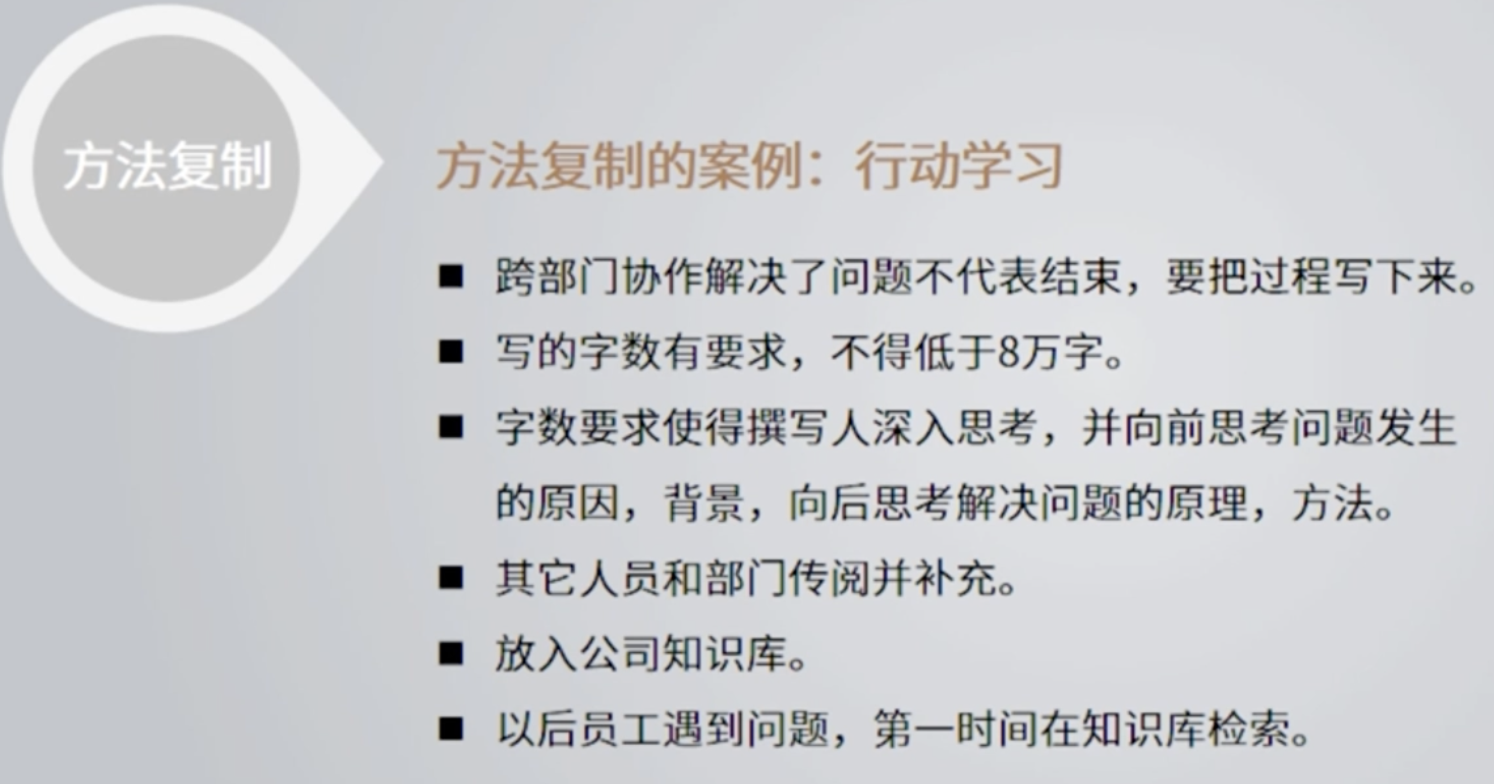 方法复制
方法复制的案例：行动学习
■ 跨部门协作解决了问题不代表结束，要把过程写下来。
■ 写的字数有要求，不得低于8万字。
■ 字数要求使得撰写人深入思考，并向前思考问题发生
的原因，背景，向后思考解决问题的原理，方法。
■ 其它人员和部门传阅并补充。
■ 放入公司知识库。
■ 以后员工遇到问题，第一时间在知识库检索。